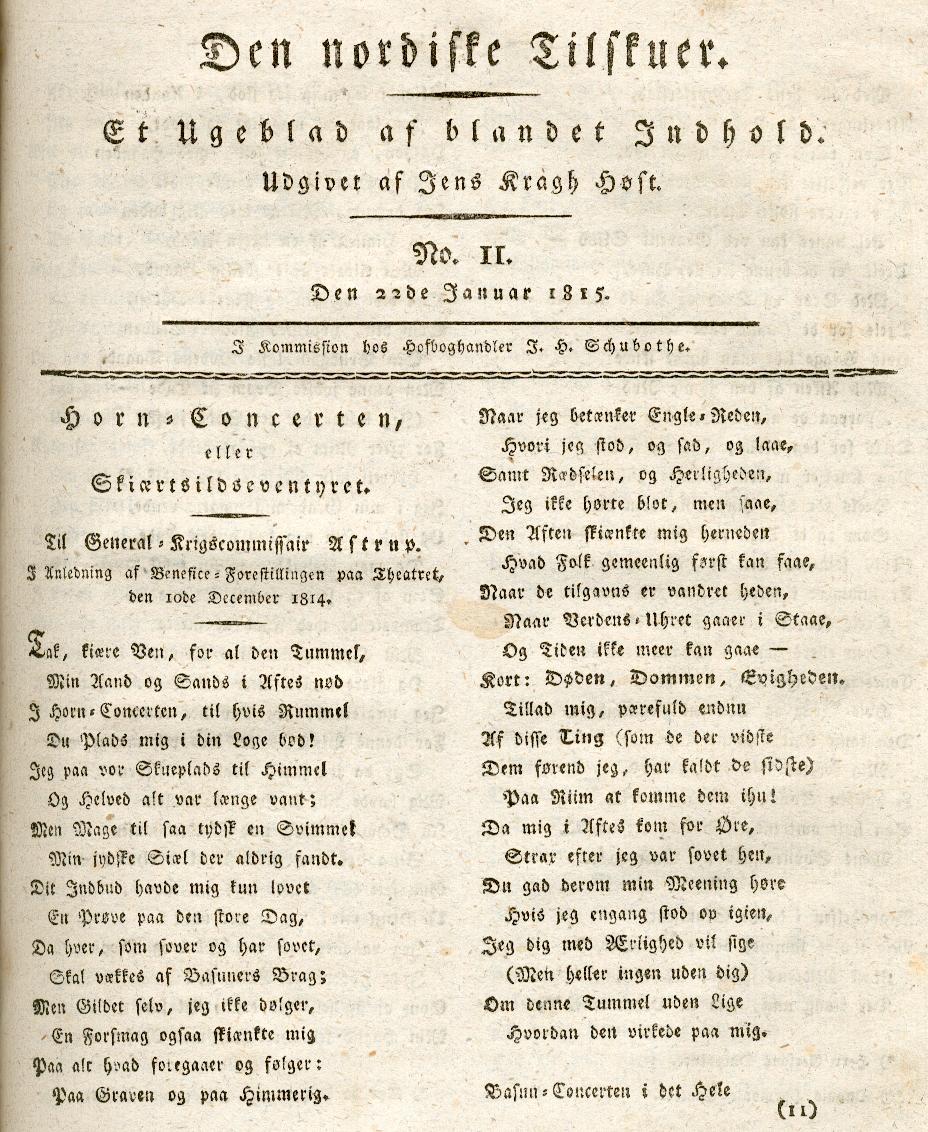 Den nordiske Tilskuer.
Et Ugeblad af blandet Indhold.
Udgivet af Jens Kragh Høst.
No. 11.
Den 22de Januar 1815.
I Kommission hos Hofboghandler J. H. Schubothe.
Horn-Concerten,
eller
Skiærtsildseventyret.
Til General-Krigscommissair Astrup.
I Anledning af Benefice-Forestillingen paa Theatret,
den 10de December 1814.
Tak, kiære Ven, for al den Tummel,
Min Aand og Sands i Aftes nød
I Horn-Concerten, til hvis Rummel
Du Plads mig i din Loge bød!
Jeg paa vor Skueplads til Himmel
Og Helved alt var længe vant;
Men Mage til saa tydsk en Svimmel
Min jydske Siæl der aldrig fandt.
Dit Indbud havde mig kun lovet
En Prøve paa den store Dag,
Da hver, som sover og har sovet,
Skal vækkes af Basuners Brag;
Men Gildet selv, jeg ikke dølger,
En Forsmag ogsaa skiænkte mig
Paa alt hvad foregaaer og følger:
Paa Graven og paa Himmerig.
Naar jeg betænker Engle-Reden,
Hvori jeg stod, og sad, og laae,
Samt Rædselen, og Herligheden,
Jeg ikke hørte blot, men saae,
Den Aften skiænkte mig herneden
Hvad Folk gemeenlig først kan faae,
Naar de tilgavns er vandret heden,
Naar Verdens-Uhret gaaer i Staae,
Og Tiden ikke meer kan gaae —
Kort: Døden, Dommen, Evigheden.
Tillad mig, pærefuld endnu
Af disse Ting (som de der vidste
Dem førend jeg, har kaldt de sidste)
Paa Riim at komme dem ihu!
Da mig i Aftes kom for Øre,
Strax efter jeg var sovet hen,
Du gad derom min Meening høre
Hvis jeg engang stod op igien,
Jeg dig med Ærlighed vil sige
(Men heller ingen uden dig)
Om denne Tummel uden Lige
Hvordan den virkede paa mig.
Basun-Concerten i det Hele
(11)